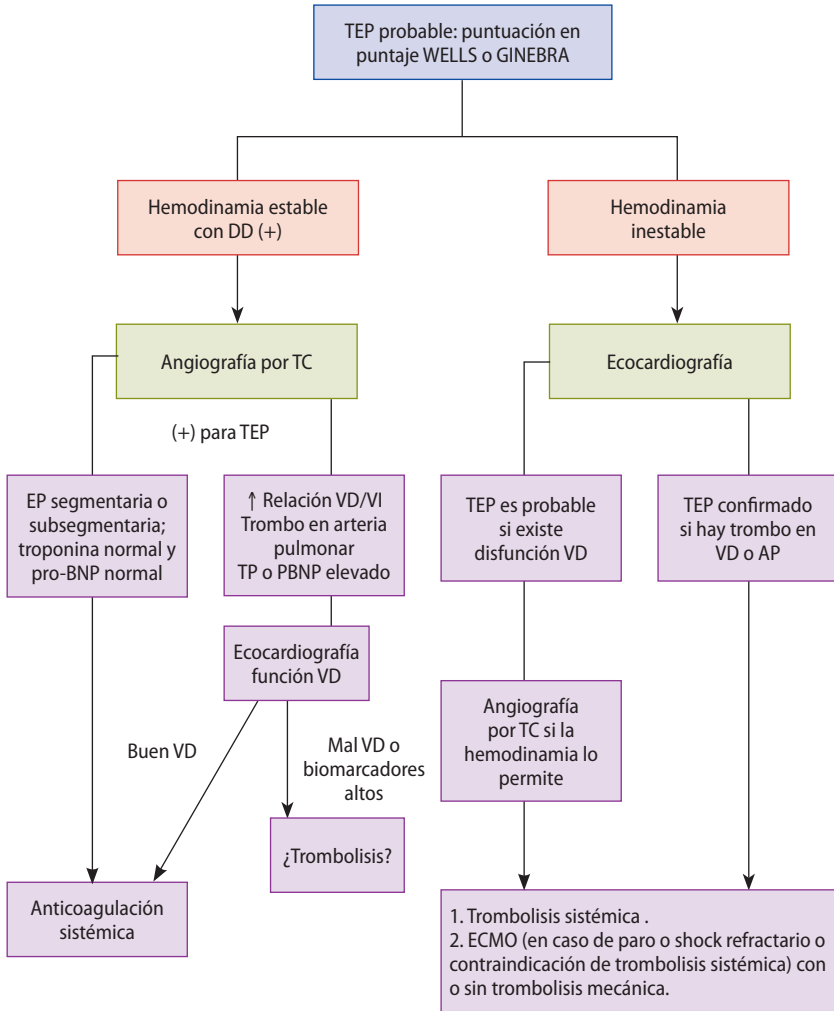 TEP probable: puntuación en
puntaje WELLS o GINEBRA
Hemodinamia estable
con DD (+)
Hemodinamia
inestable
Angiografía por TC
Ecocardiografía
(+) para TEP
EP segmentaria o
subsegmentaria;
troponina normal y
pro-BNP normal
↑ Relación VD/VI
Trombo en arteria
pulmonar
TP o PBNP elevado
TEP es probable
si existe
disfunción VD
TEP confirmado
si hay trombo en
VD o AP
Ecocardiografía
función VD
Angiografía
por TC si la
hemodinamia lo
permite
Buen VD
Mal VD o
biomarcadores
altos
¿Trombolisis?
Anticoagulación
sistémica
1. Trombolisis sistémica .
2. ECMO (en caso de paro o shock refractario o
contraindicación de trombolisis sistémica) con
o sin trombolisis mecánica.